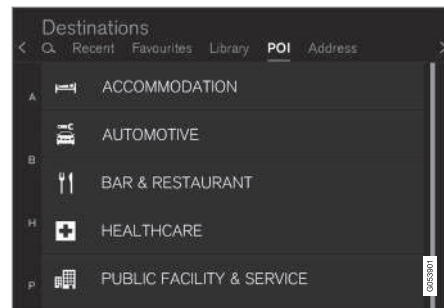 Destinations
< Recent Favourites Library POI Address >
A
ACCOMMODATION
AUTOMOTIVE
B
BAR & RESTAURANT
H
HEALTHCARE
P
PUBLIC FACILITY & SERVICE
G053901